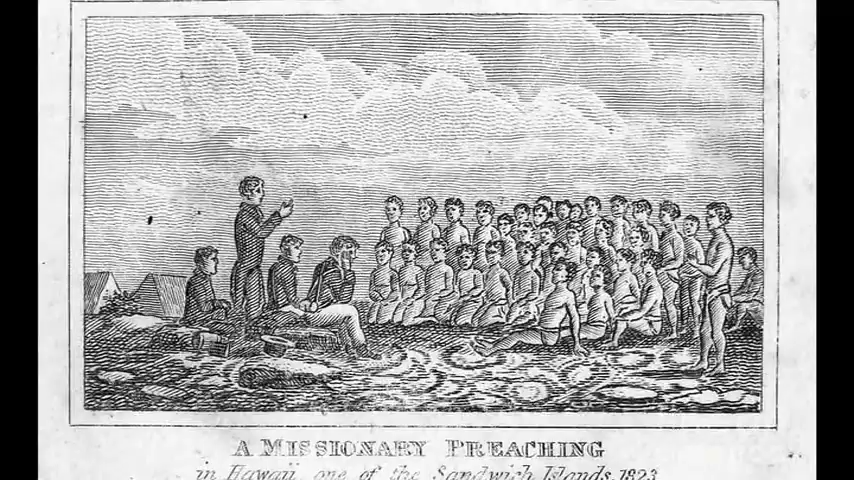 A MISSIONARY PREACHING
in Hawaii one of the Sandwich Islands, 1823